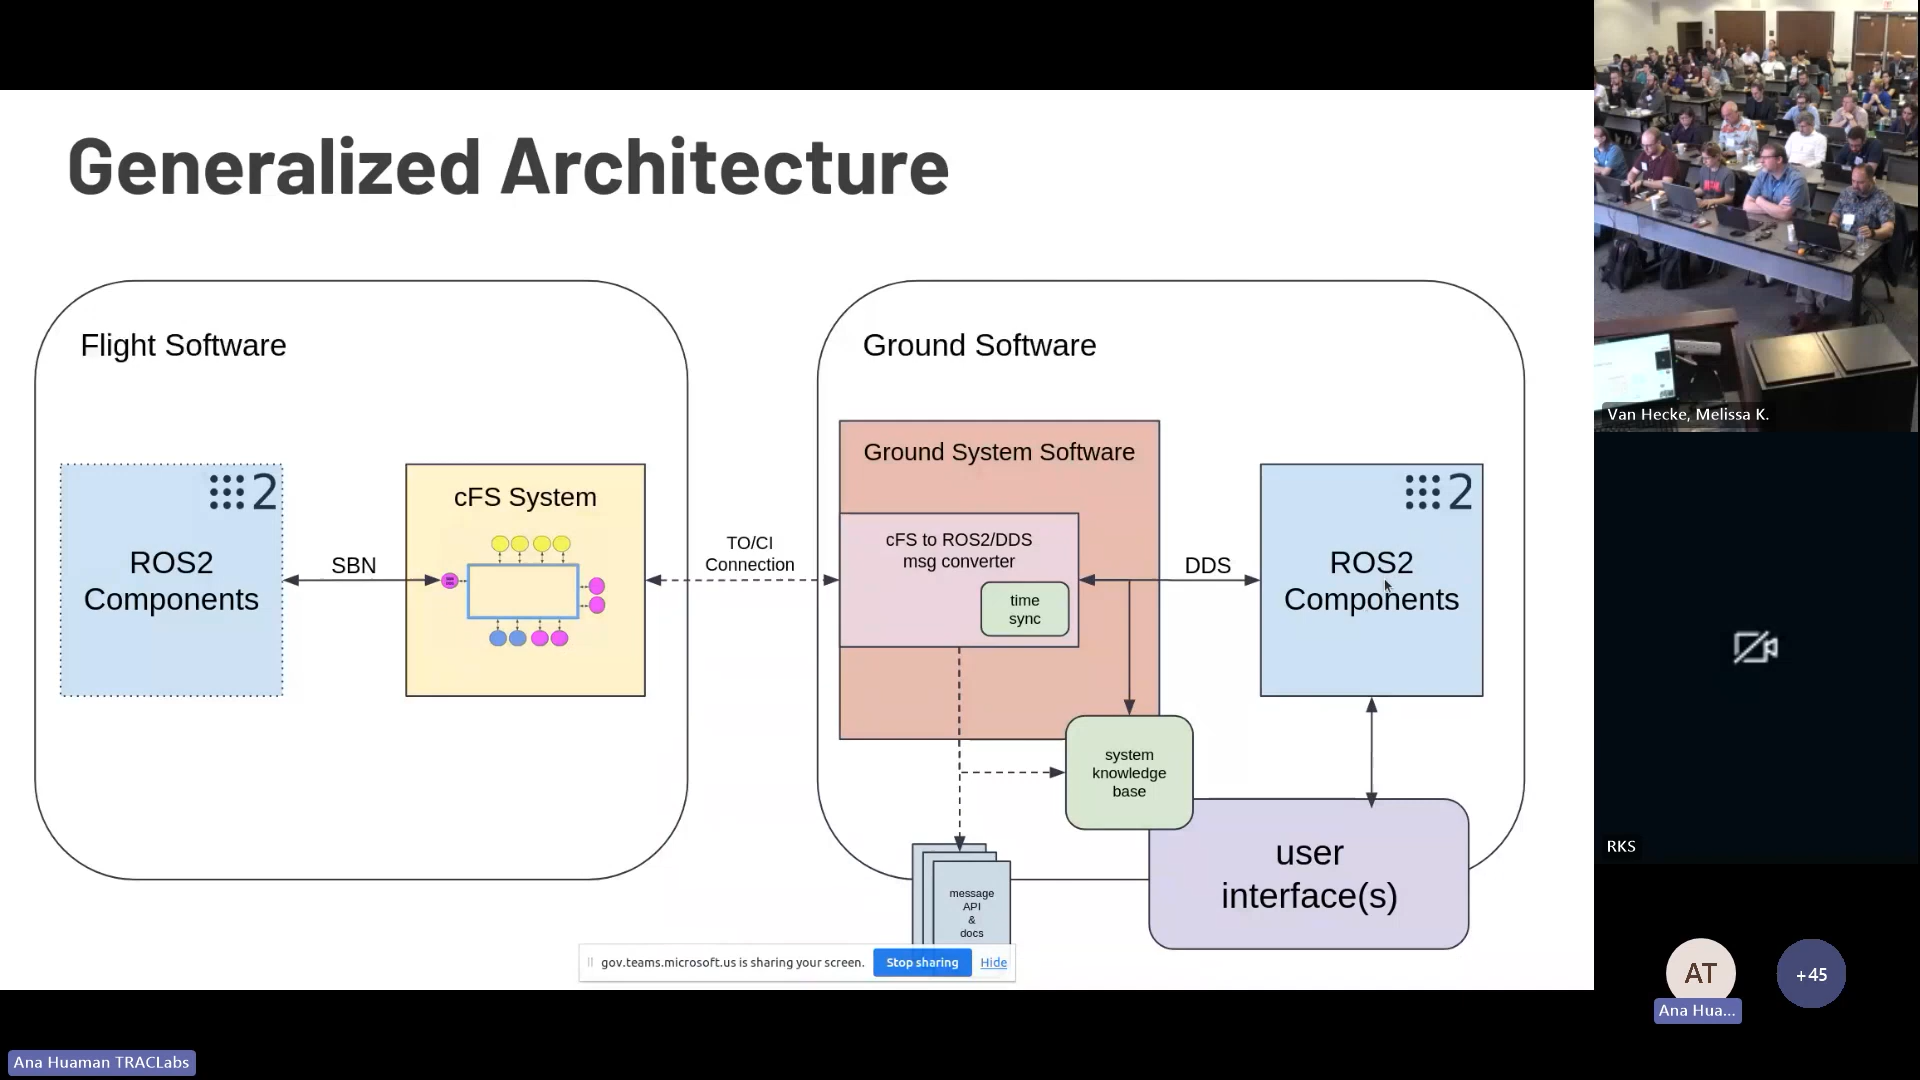 Generalized Architecture
Flight Software
2
ROS2
Components
SBN
cFS System
TO/CI
Connection
Ground Software
Ground System Software
cFS to ROS2/DDS
msg converter
time
sync
DDS
2
ROS2
Components
system
knowledge
base
user
interface(s)
message
API
&
docs
gov.teams.microsoft.us is sharing your screen.
Stop sharing
Hide
Van Hecke, Melissa K.
RKS
AT
Ana Hua...
+45
Ana Huaman TRACLabs